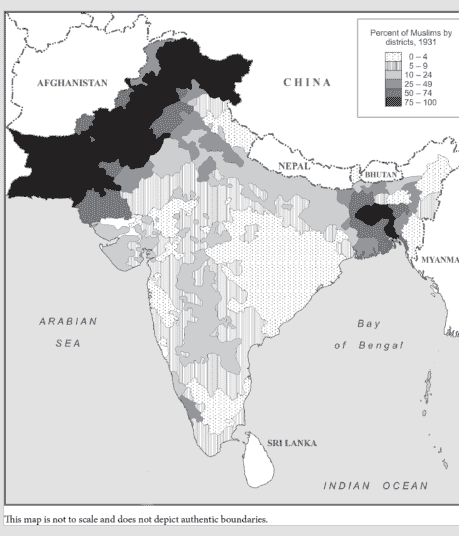 Percent of Muslims by
districts, 1931
0 – 4
5 – 9
10 – 24
25 – 49
50 – 74
75 – 100
AFGHANISTAN
CHINA
NEPAL
BHUTAN
MYANMA
ARABIAN
SEA
Bay
of Bengal
SRI LANKA
INDIAN OCEAN
This map is not to scale and does not depict authentic boundaries.